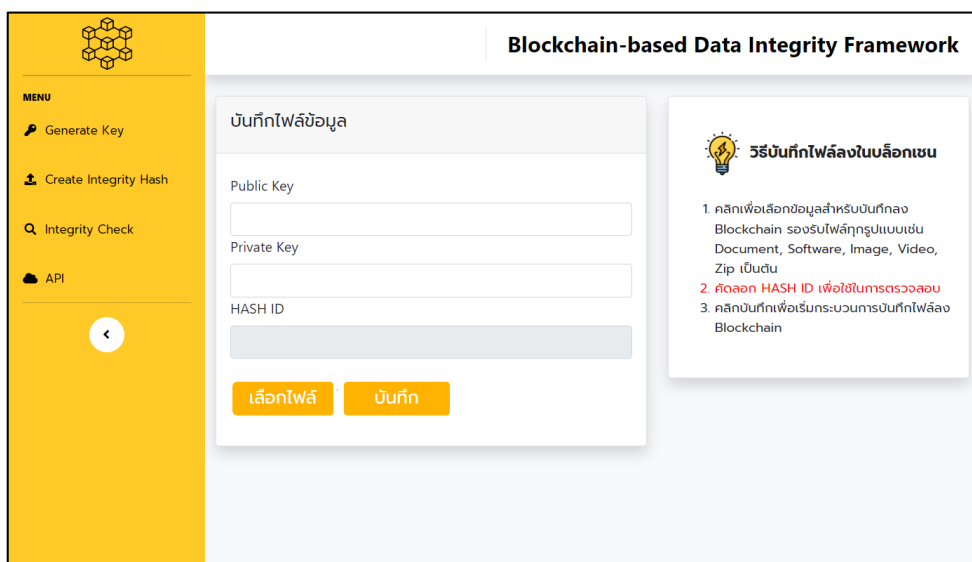 Blockchain-based Data Integrity Framework
MENU
Generate Key
Create Integrity Hash
Integrity Check
API
บันทึกไฟล์ข้อมูล
Public Key
Private Key
HASH ID
เลือกไฟล์
บันทึก
วิธีบันทึกไฟล์ลงในบล็อกเชน
1. คลิกเพื่อเลือกข้อมูลสำหรับบันทึกลง
Blockchain รองรับไฟล์ทุกรูปแบบเช่น
Document, Software, Image, Video,
Zip เป็นต้น
2. คัดลอก HASH ID เพื่อใช้ในการตรวจสอบ
3. คลิกบันทึกเพื่อเริ่มกระบวนการบันทึกไฟล์ลง
Blockchain